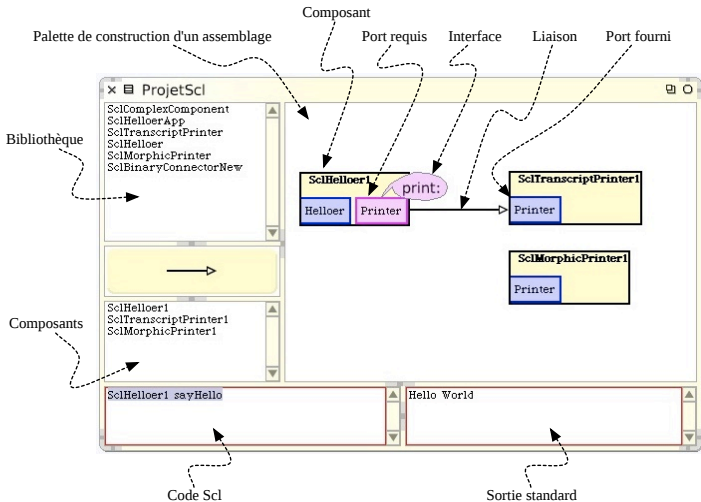 Composant
Palette de construction d'un assemblage
Port requis
Interface
Liaison
Port fourni
ProjetScl
SclComplexComponent
SclHelloerApp
SclTranscriptPrinter
SclHelloer
SclMorphicPrinter
SclBinaryConnectorNew
Bibliothèque
SclHelloer1
print:
Helloer
Printer
SclTranscriptPrinter1
Printer
SclMorphicPrinter1
Printer
Composants
SclHelloer1
SclTranscriptPrinter1
SclMorphicPrinter1
SclHelloer1 sayHello
Hello World
Code Scl
Sortie standard